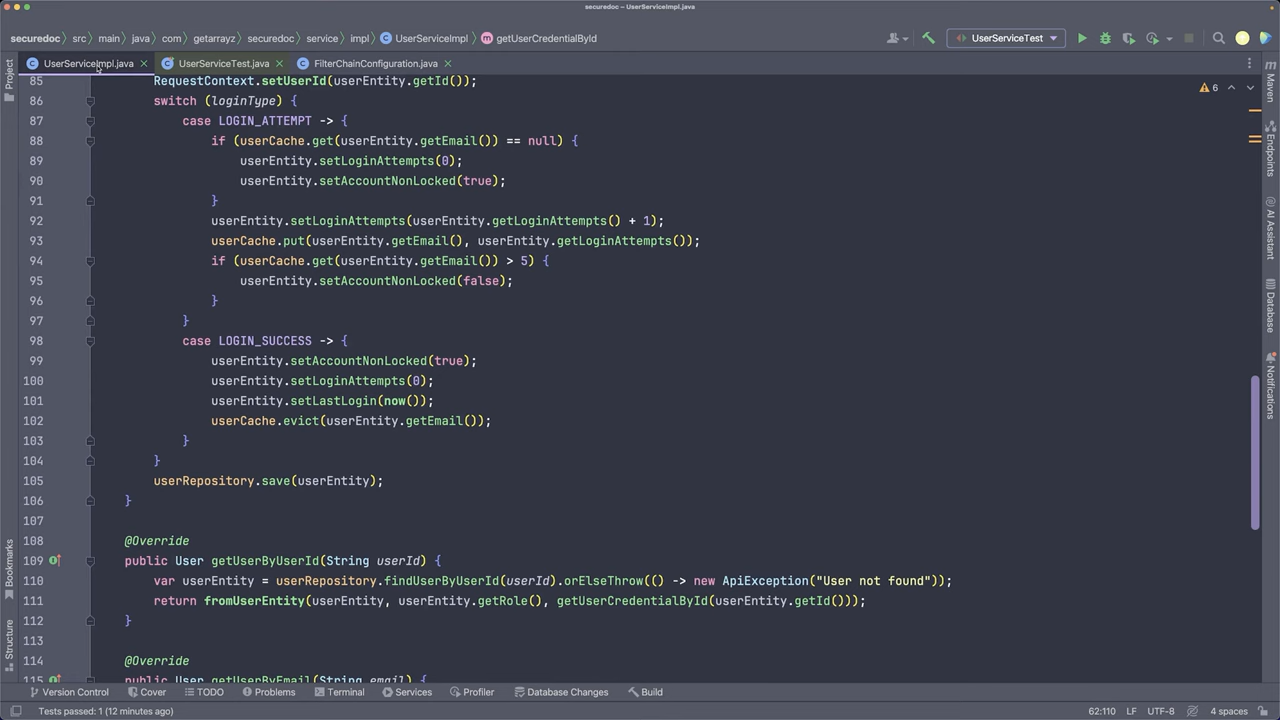 securedoc – UserServiceImpl.java
securedoc src main java com getarrayz securedoc service impl UserServiceImpl getUserCredentialById UserServiceTest
UserServiceImpl.java UserServiceTest.java FilterChainConfiguration.java
85 RequestContext.setUserId(userEntity.getId());
6
86 switch (loginType) {
87 case LOGIN_ATTEMPT -> {
88 if (userCache.get(userEntity.getEmail()) == null) {
89 userEntity.setLoginAttempts(0);
90 userEntity.setAccountNonLocked(true);
91 }
92 userEntity.setLoginAttempts(userEntity.getLoginAttempts() + 1);
93 userCache.put(userEntity.getEmail(), userEntity.getLoginAttempts());
94 if (userCache.get(userEntity.getEmail()) > 5) {
95 userEntity.setAccountNonLocked(false);
96 }
97 }
98 case LOGIN_SUCCESS -> {
99 userEntity.setAccountNonLocked(true);
100 userEntity.setLoginAttempts(0);
101 userEntity.setLastLogin(now());
102 userCache.evict(userEntity.getEmail());
103 }
104 }
105 userRepository.save(userEntity);
106 }
107
108 @Override
109 public User getUserByUserId(String userId) {
110 var userEntity = userRepository.findUserByUserId(userId).orElseThrow(() -> new ApiException("User not found"));
111 return fromUserEntity(userEntity, userEntity.getRole(), getUserCredentialById(userEntity.getId()));
112 }
113
114 @Override
115 public User getUserByEmail(String email) {
Project
Bookmarks
Structure
Maven
Endpoints
AI Assistant
Database
Notifications
Version Control Cover TODO Problems Terminal Services Profiler Database Changes Build
Tests passed: 1 (12 minutes ago) 62:110 LF UTF-8 4 spaces